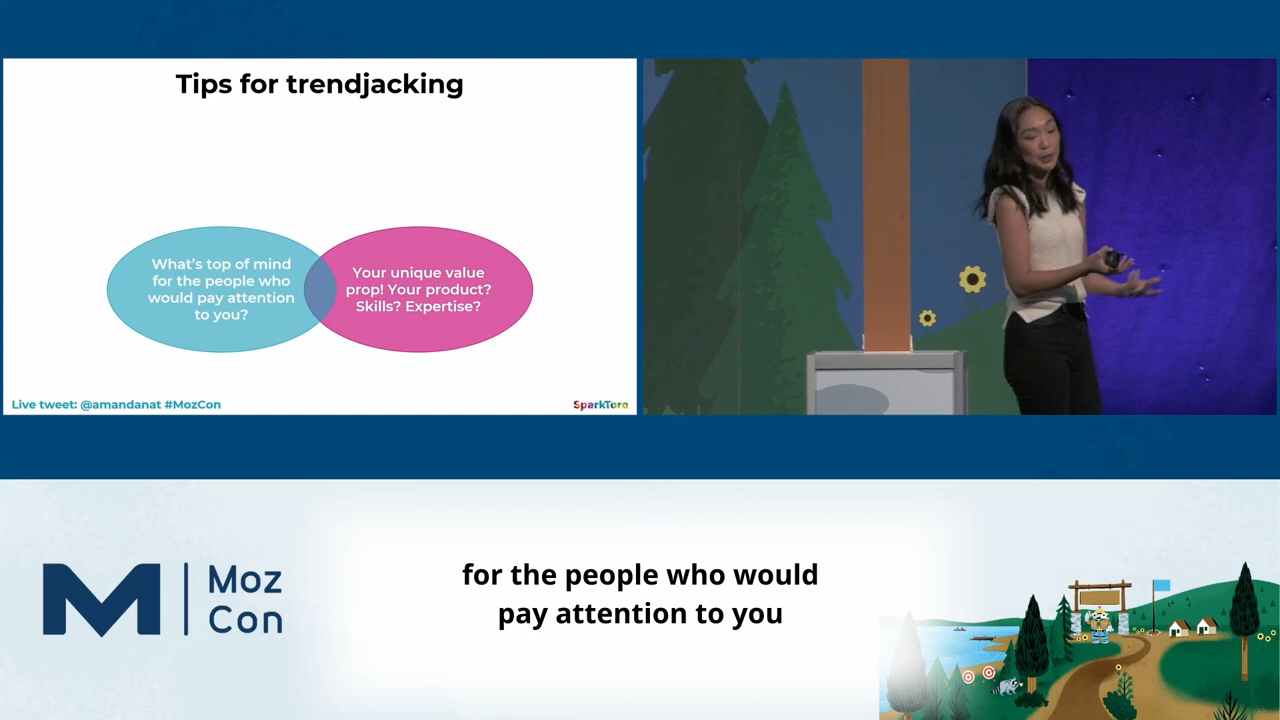 Tips for trendjacking
What's top of mind
for the people who
would pay attention
to you?
Your unique value
prop! Your product?
Skills? Expertise?
Live tweet: @amandanat #MozCon
SparkToro
Moz
Con
for the people who would
pay attention to you